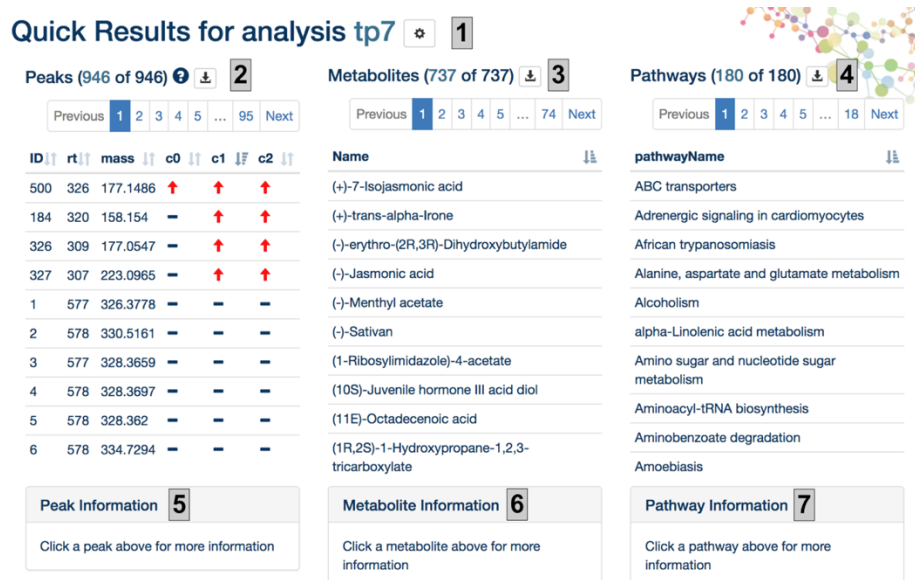 Quick Results for analysis tp7 1
Peaks (946 of 946) ? 2
Previous 1 2 3 4 5 ... 95 Next
ID rt mass c0 c1 c2
500 326 177.1486
184 320 158.154 –
326 309 177.0547 –
327 307 223.0965 –
1 577 326.3778 – – –
2 578 330.5161 – – –
3 577 328.3659 – – –
4 578 328.3697 – – –
5 578 328.362 – – –
6 578 334.7294 – – –
Peak Information 5
Click a peak above for more information
Metabolites (737 of 737) 3
Previous 1 2 3 4 5 ... 74 Next
Name
(+)-7-Isojasmonic acid
(+)-trans-alpha-Irone
(-)-erythro-(2R,3R)-Dihydroxybutylamide
(-)-Jasmonic acid
(-)-Menthyl acetate
(-)-Sativan
(1-Ribosylimidazole)-4-acetate
(10S)-Juvenile hormone III acid diol
(11E)-Octadecenoic acid
(1R,2S)-1-Hydroxypropane-1,2,3-
tricarboxylate
Metabolite Information 6
Click a metabolite above for more
information
Pathways (180 of 180) 4
Previous 1 2 3 4 5 ... 18 Next
pathwayName
ABC transporters
Adrenergic signaling in cardiomyocytes
African trypanosomiasis
Alanine, aspartate and glutamate metabolism
Alcoholism
alpha-Linolenic acid metabolism
Amino sugar and nucleotide sugar
metabolism
Aminoacyl-tRNA biosynthesis
Aminobenzoate degradation
Amoebiasis
Pathway Information 7
Click a pathway above for more
information